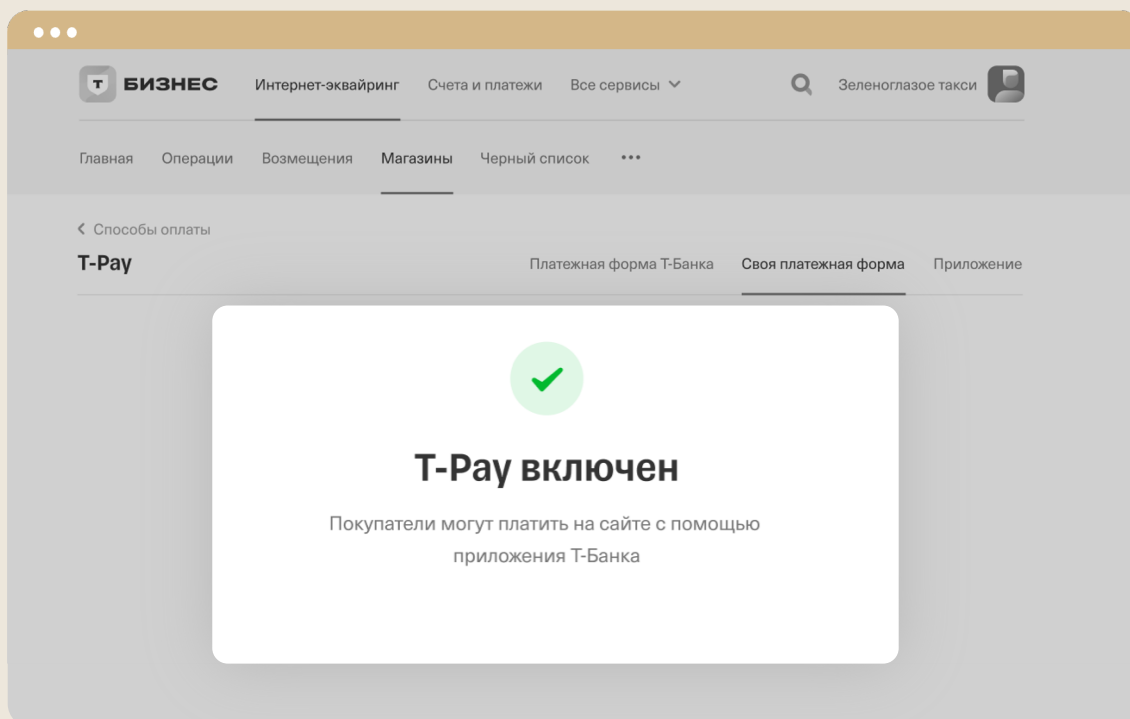 Т БИЗНЕС Интернет-эквайринг Счета и платежи Все сервисы Зеленоглазое такси
Главная Операции Возмещения Магазины Черный список
Способы оплаты
T-Pay Платежная форма Т-Банка Своя платежная форма Приложение
T-Pay включен
Покупатели могут платить на сайте с помощью
приложения Т-Банка